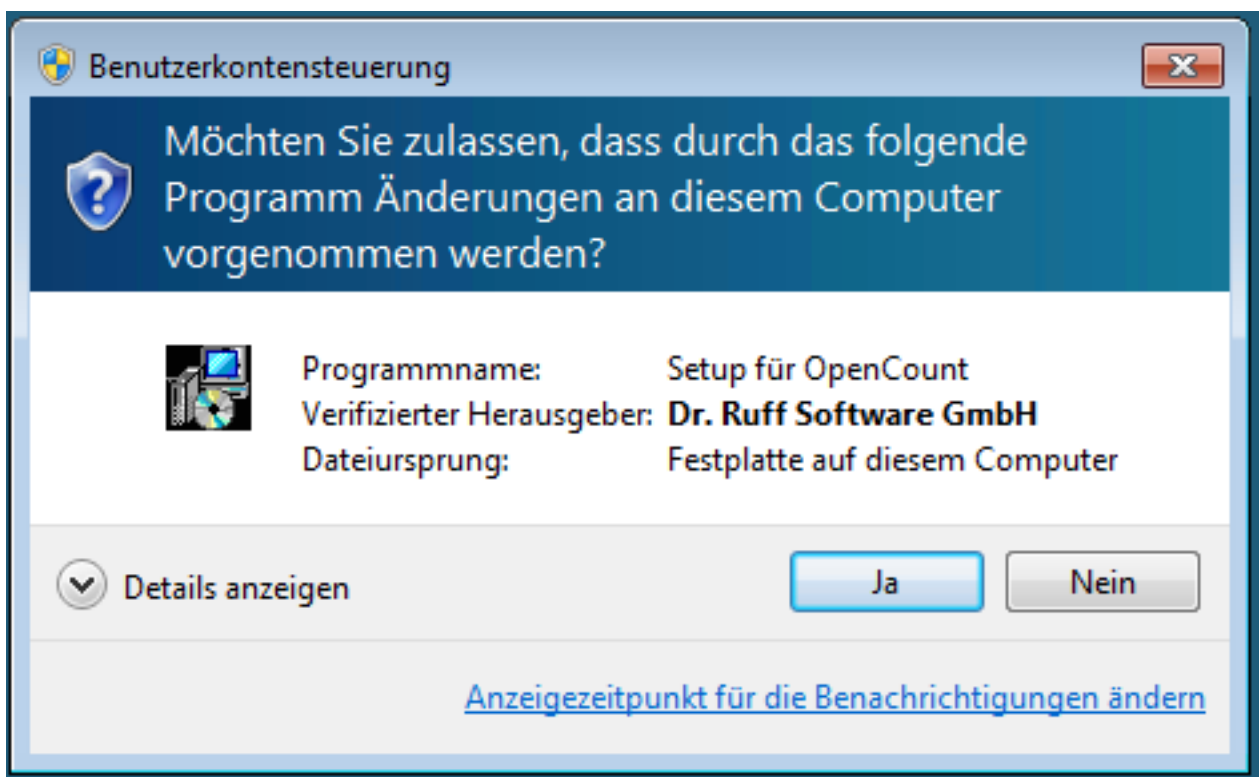 Benutzerkontensteuerung
Möchten Sie zulassen, dass durch das folgende
Programm Änderungen an diesem Computer
vorgenommen werden?
Programmname: Setup für OpenCount
Verifizierter Herausgeber: Dr. Ruff Software GmbH
Dateiursprung: Festplatte auf diesem Computer
Details anzeigen Ja Nein
Anzeigezeitpunkt für die Benachrichtigungen ändern